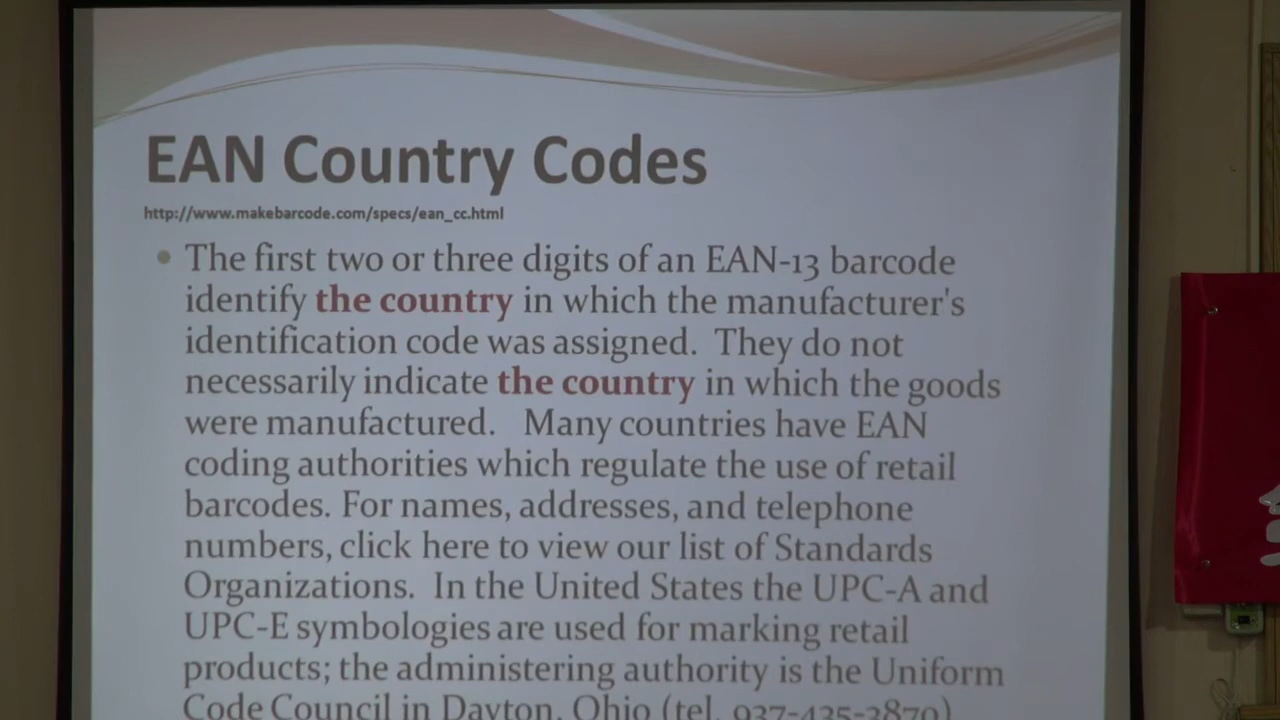 EAN Country Codes
http://www.makebarcode.com/specs/ean_cc.html
• The first two or three digits of an EAN-13 barcode
identify the country in which the manufacturer's
identification code was assigned.  They do not
necessarily indicate the country in which the goods
were manufactured.   Many countries have EAN
coding authorities which regulate the use of retail
barcodes. For names, addresses, and telephone
numbers, click here to view our list of Standards
Organizations.  In the United States the UPC-A and
UPC-E symbologies are used for marking retail
products; the administering authority is the Uniform
Code Council in Dayton, Ohio (tel. 937-435-3870)